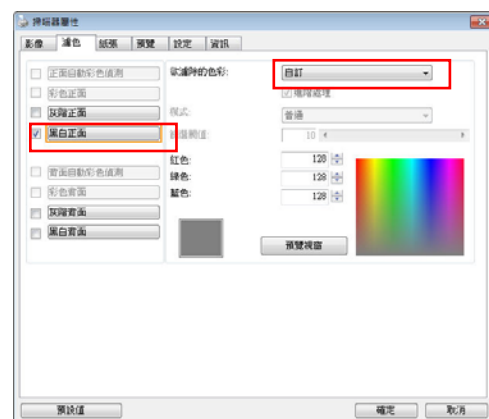 掃瞄器屬性
影像 濾色 紙張 預覽 設定 資訊
正面自動彩色偵測
彩色正面
灰階正面
黑白正面
背面自動彩色偵測
彩色背面
灰階背面
黑白背面
欲濾除的色彩: 自訂
進階處理
模式: 普通
10
紅色: 128
綠色: 128
藍色: 128
預覽視窗
預設值 確定 取消